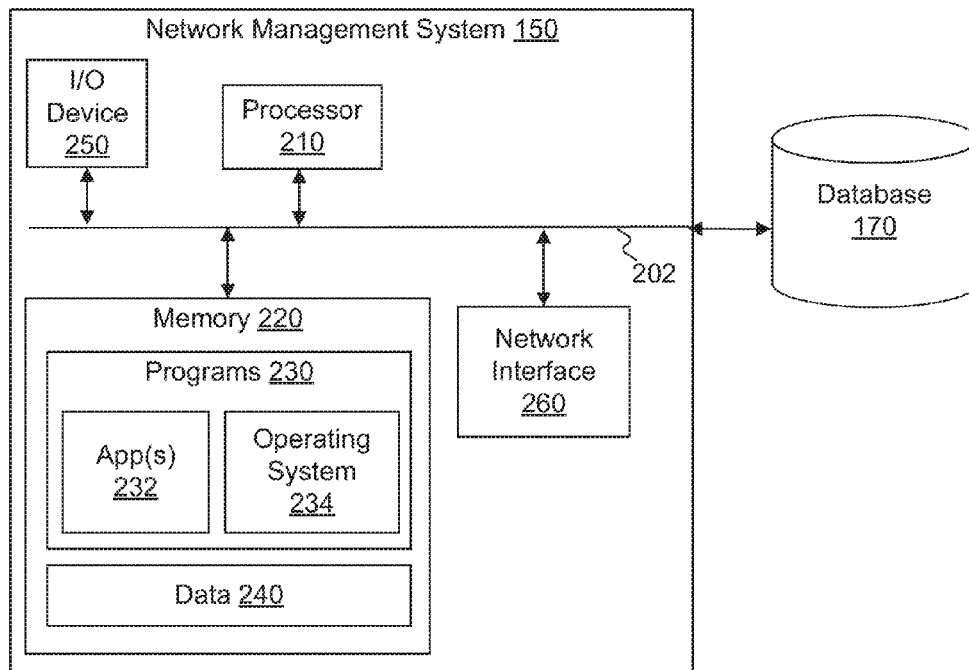 Network Management System 150
I/O
Device
250
Processor
210
Database
170
202
Memory 220
Programs 230
App(s)
232
Operating
System
234
Data 240
Network
Interface
260